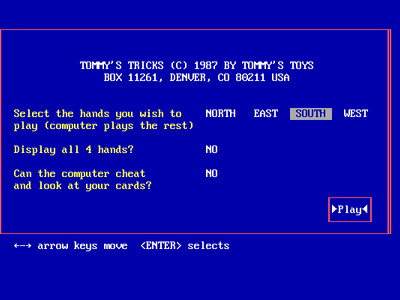 TOMMY'S TRICKS (C) 1987 BY TOMMY'S TOYS
BOX 11261, DENVER, CO 80211 USA
Select the hands you wish to NORTH EAST SOUTH WEST
play (computer plays the rest)
Display all 4 hands? NO
Can the computer cheat NO
and look at your cards?
►Play◄
←→ arrow keys move <ENTER> selects